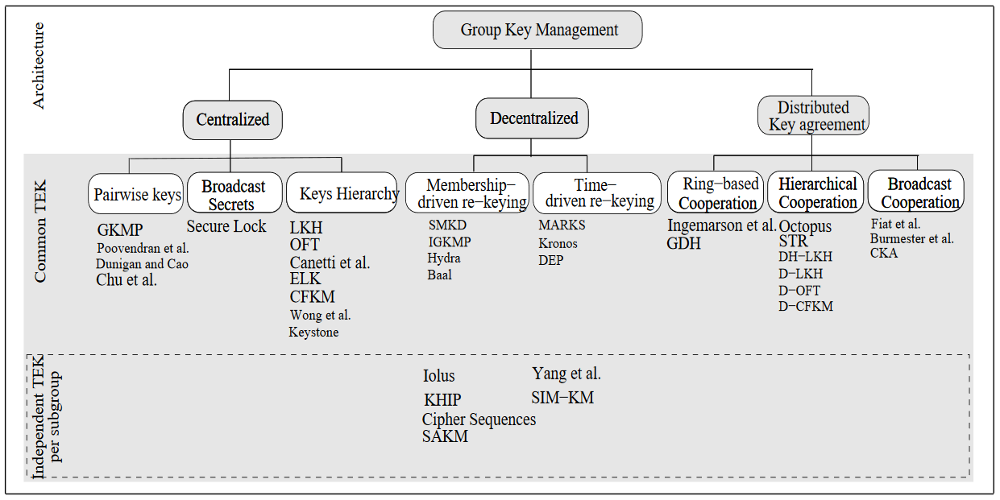 Group Key Management
Architecture
Centralized
Decentralized
Distributed
Key agreement
Common TEK
Pairwise keys
Broadcast
Secrets
Keys Hierarchy
Membership−
driven re−keying
Time−
driven re−keying
Ring−based
Cooperation
Hierarchical
Cooperation
Broadcast
Cooperation
GKMP
Poovendran et al.
Dunigan and Cao
Chu et al.
Secure Lock
LKH
OFT
Canetti et al.
ELK
CFKM
Wong et al.
Keystone
SMKD
IGKMP
Hydra
Baal
MARKS
Kronos
DEP
Ingemarson et al.
GDH
Octopus
STR
DH−LKH
D−LKH
D−OFT
D−CFKM
Fiat et al.
Burmester et al.
CKA
Independent TEK
per subgroup
Iolus
KHIP
Cipher Sequences
SAKM
Yang et al.
SIM−KM